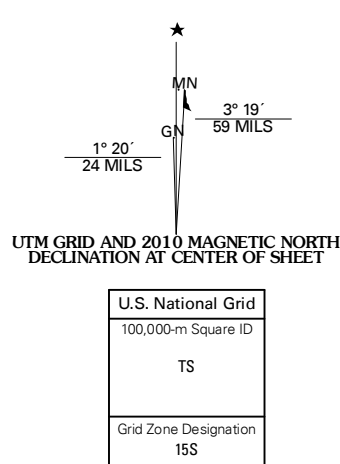 ★
MN
3° 19´
59 MILS
GN
1° 20´
24 MILS
UTM GRID AND 2010 MAGNETIC NORTH
DECLINATION AT CENTER OF SHEET
U.S. National Grid
100,000-m Square ID
TS
Grid Zone Designation
15S